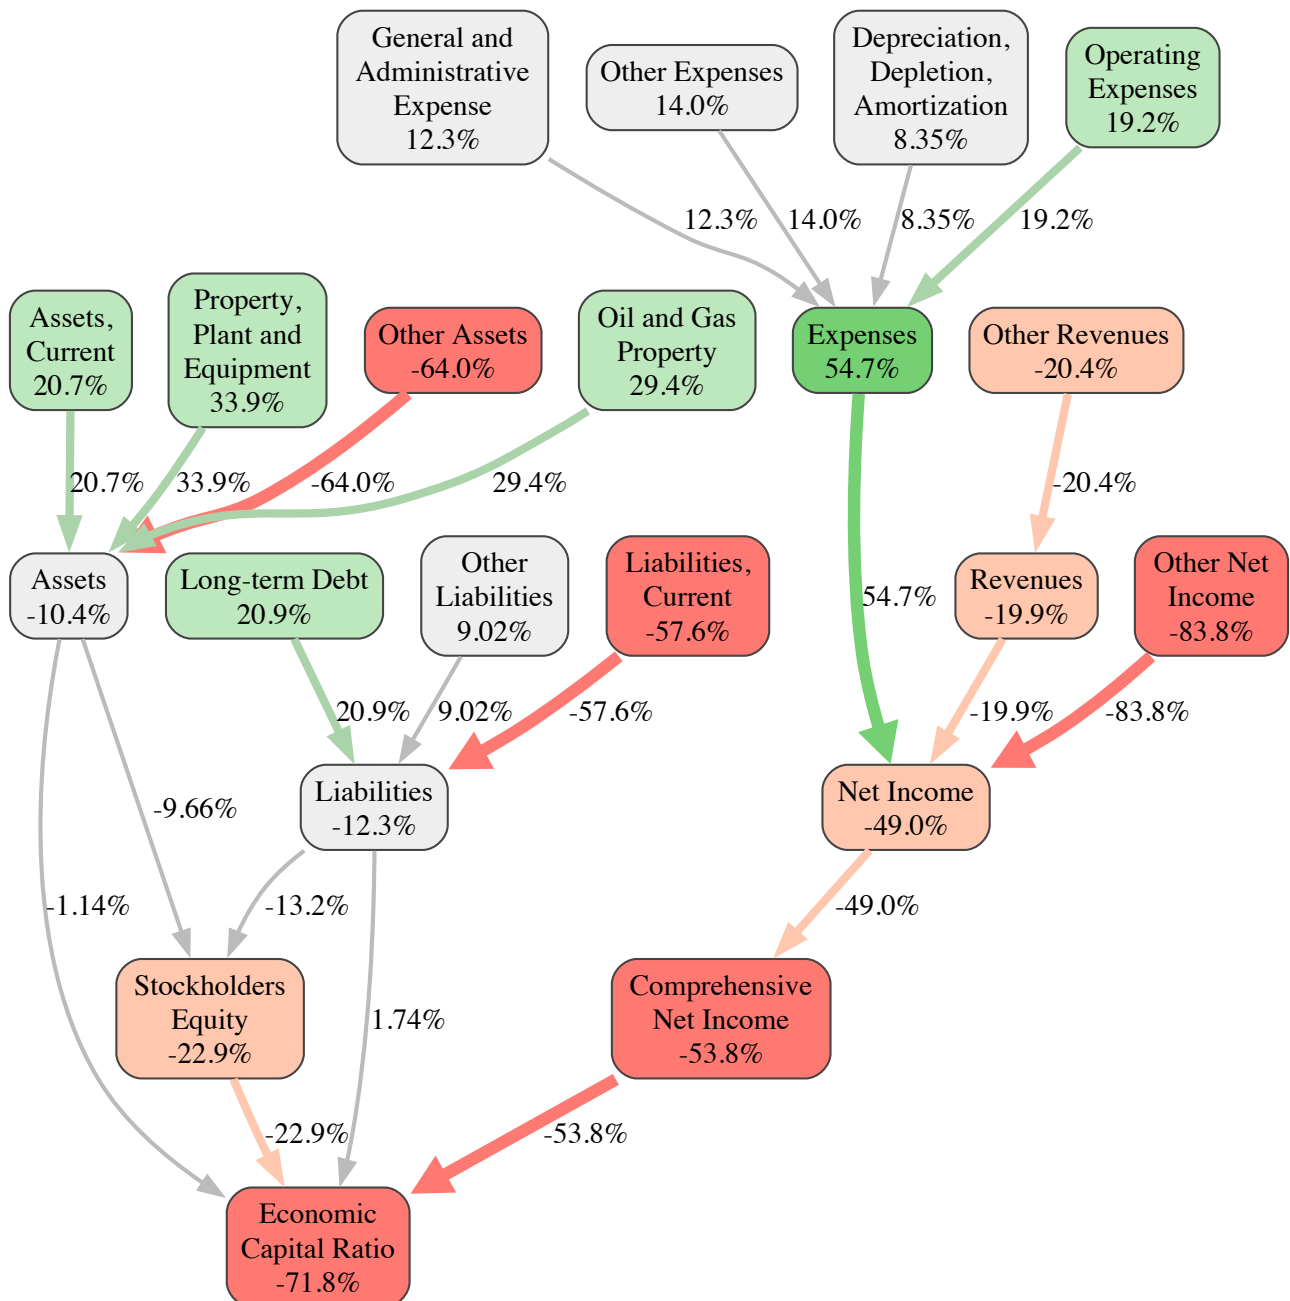 General and
Administrative
Expense
12.3%
Other Expenses
14.0%
Depreciation,
Depletion,
Amortization
8.35%
Operating
Expenses
19.2%
12.3%
14.0%
8.35%
19.2%
Assets,
Current
20.7%
Property,
Plant and
Equipment
33.9%
Other Assets
-64.0%
Oil and Gas
Property
29.4%
Expenses
54.7%
Other Revenues
-20.4%
20.7%
33.9%
-64.0%
29.4%
-20.4%
Assets
-10.4%
Long-term Debt
20.9%
Other
Liabilities
9.02%
Liabilities,
Current
-57.6%
54.7%
Revenues
-19.9%
Other Net
Income
-83.8%
20.9%
9.02%
-57.6%
-19.9%
-83.8%
-9.66%
Liabilities
-12.3%
Net Income
-49.0%
-1.14%
-13.2%
-49.0%
Stockholders
Equity
-22.9%
1.74%
Comprehensive
Net Income
-53.8%
-22.9%
-53.8%
Economic
Capital Ratio
-71.8%